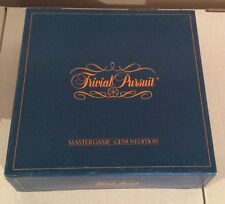 Trivial Pursuit®
MASTER GAME - GENUS EDITION